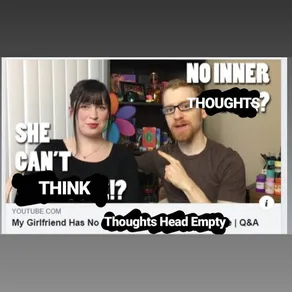 NO INNER
THOUGHTS?
SHE
CAN'T
THINK !?
YOUTUBE.COM
i
My Girlfriend Has No Thoughts Head Empty | Q&A